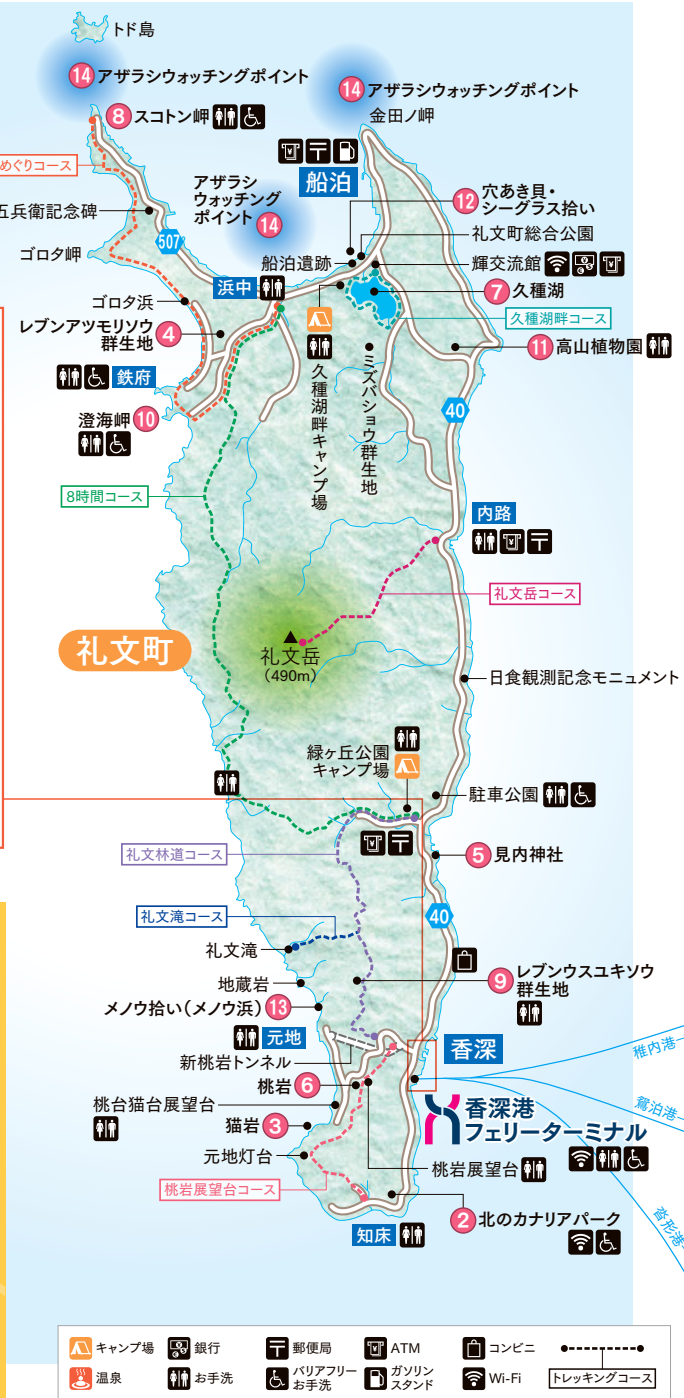 トド島
14 アザラシウォッチングポイント
14 アザラシウォッチングポイント
金田ノ岬
8 スコトン岬
めぐりコース
五兵衛記念碑
507
ゴロタ岬
アザラシ
ウォッチング
ポイント
14
船泊
12 穴あき貝・
シーグラス拾い
礼文町総合公園
船泊遺跡
輝交流館
浜中
7 久種湖
久種湖畔コース
ゴロタ浜
レブンアツモリソウ
群生地
4
11 高山植物園
鉄府
久種湖畔キャンプ場
ミズバショウ群生地
40
澄海岬 10
8時間コース
内路
礼文岳コース
礼文町
礼文岳
(490m)
日食観測記念モニュメント
緑ヶ丘公園
キャンプ場
駐車公園
礼文林道コース
5 見内神社
礼文滝コース
40
礼文滝
地蔵岩
9 レブンウスユキソウ
群生地
メノウ拾い(メノウ浜) 13
元地
香深
新桃岩トンネル
稚内港
桃岩 6
桃台猫台展望台
鴛泊港
香深港
フェリーターミナル
猫岩 3
元地灯台
桃岩展望台
桃岩展望台コース
2 北のカナリアパーク
沓形港
知床
キャンプ場
銀行
郵便局
ATM
コンビニ
温泉
お手洗
バリアフリー
お手洗
ガソリン
スタンド
Wi-Fi
トレッキングコース